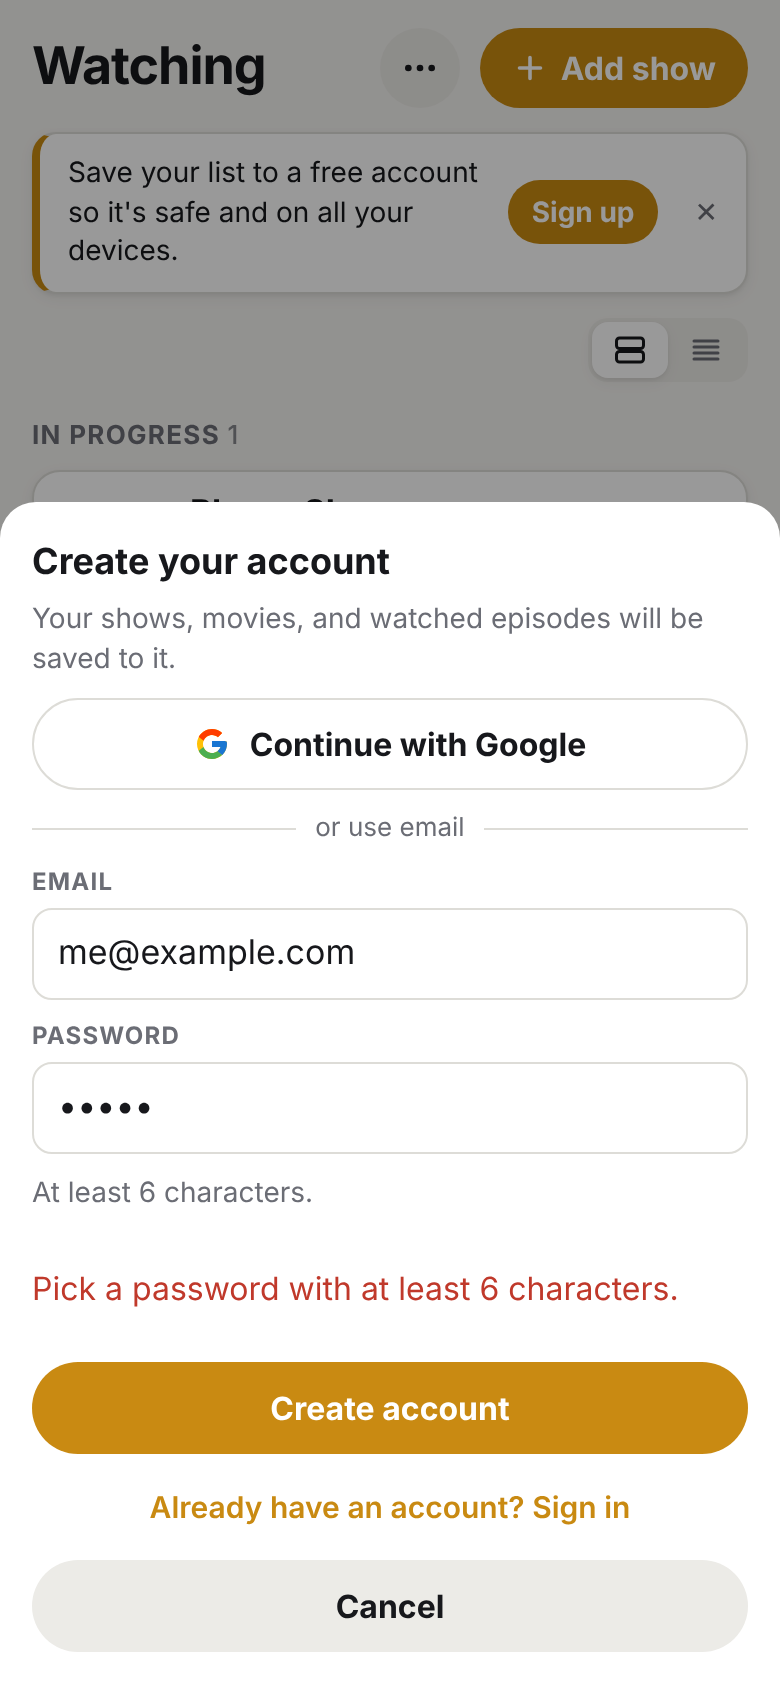 Watching
Add show
Save your list to a free account
so it's safe and on all your
devices.
Sign up
IN PROGRESS 1
Create your account
Your shows, movies, and watched episodes will be
saved to it.
Continue with Google
or use email
EMAIL
me@example.com
PASSWORD
•••••
At least 6 characters.
Pick a password with at least 6 characters.
Create account
Already have an account? Sign in
Cancel